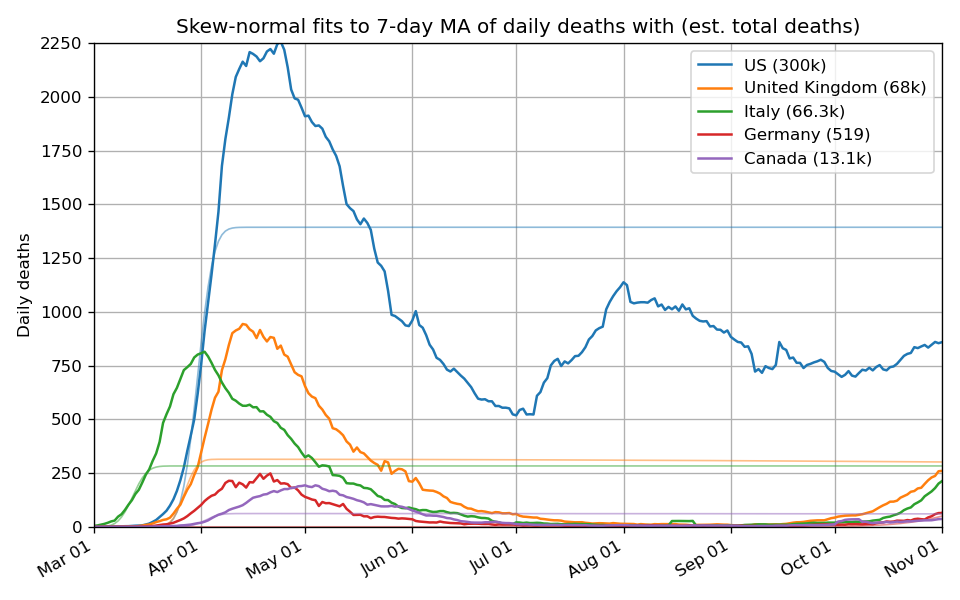 Skew-normal fits to 7-day MA of daily deaths with (est. total deaths)
2250
2000
1750
1500
1250
1000
750
500
250
0
Daily deaths
US (300k)
United Kingdom (68k)
Italy (66.3k)
Germany (519)
Canada (13.1k)
Mar 01
Apr 01
May 01
Jun 01
Jul 01
Aug 01
Sep 01
Oct 01
Nov 01